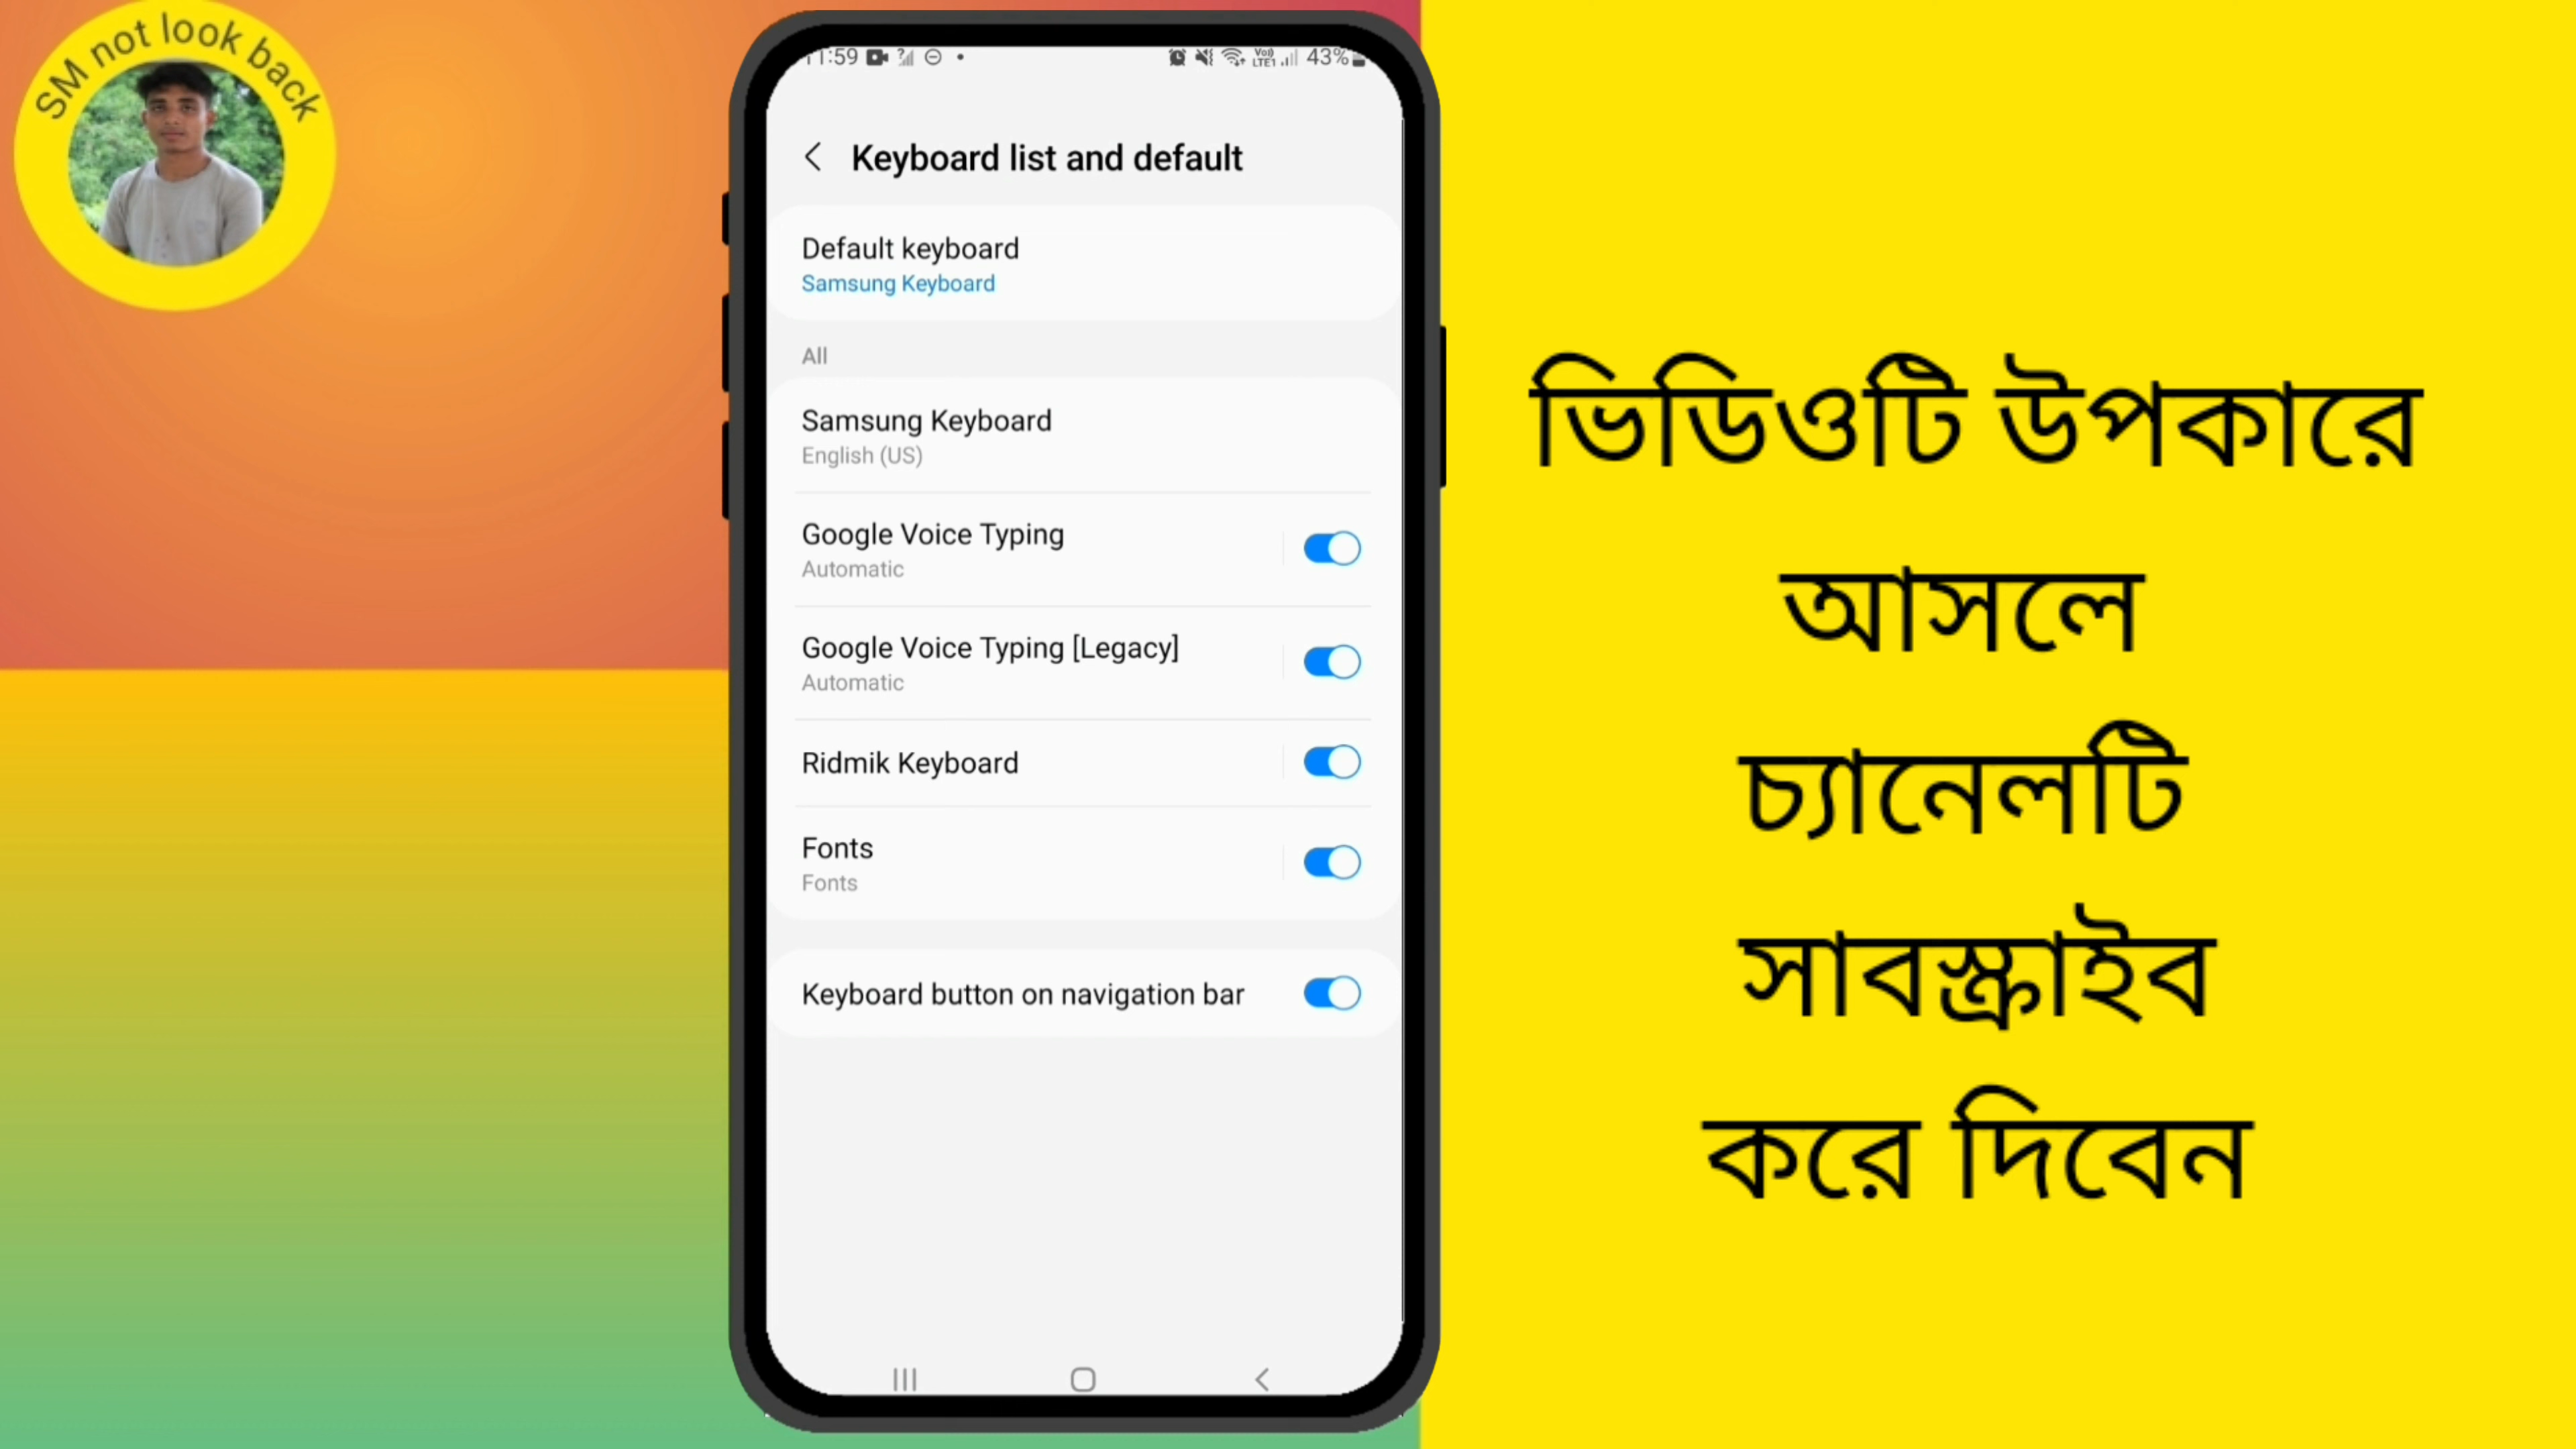 SM not look back
11:59
43%
Keyboard list and default
Default keyboard
Samsung Keyboard
All
Samsung Keyboard
English (US)
Google Voice Typing
Automatic
Google Voice Typing [Legacy]
Automatic
Ridmik Keyboard
Fonts
Fonts
Keyboard button on navigation bar
ভিডিওটি উপকারে
আসলে
চ্যানেলটি
সাবস্ক্রাইব
করে দিবেন